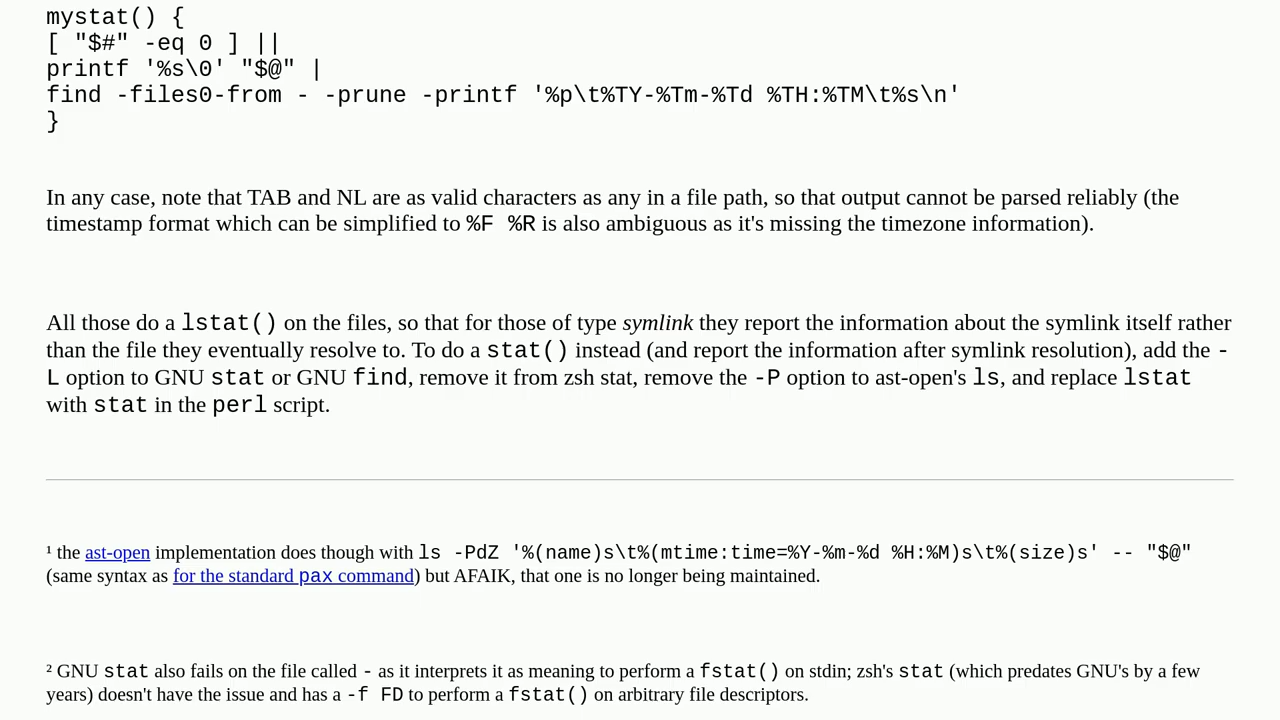 mystat() {
[ "$#" -eq 0 ] ||
printf '%s\0' "$@" |
find -files0-from - -prune -printf '%p\t%TY-%Tm-%Td %TH:%TM\t%s\n'
}
In any case, note that TAB and NL are as valid characters as any in a file path, so that output cannot be parsed reliably (the
timestamp format which can be simplified to %F %R is also ambiguous as it's missing the timezone information).
All those do a lstat() on the files, so that for those of type symlink they report the information about the symlink itself rather
than the file they eventually resolve to. To do a stat() instead (and report the information after symlink resolution), add the -
L option to GNU stat or GNU find, remove it from zsh stat, remove the -P option to ast-open's ls, and replace lstat
with stat in the perl script.
¹ the ast-open implementation does though with ls -PdZ '%(name)s\t%(mtime:time=%Y-%m-%d %H:%M)s\t%(size)s' -- "$@"
(same syntax as for the standard pax command) but AFAIK, that one is no longer being maintained.
² GNU stat also fails on the file called - as it interprets it as meaning to perform a fstat() on stdin; zsh's stat (which predates GNU's by a few
years) doesn't have the issue and has a -f FD to perform a fstat() on arbitrary file descriptors.